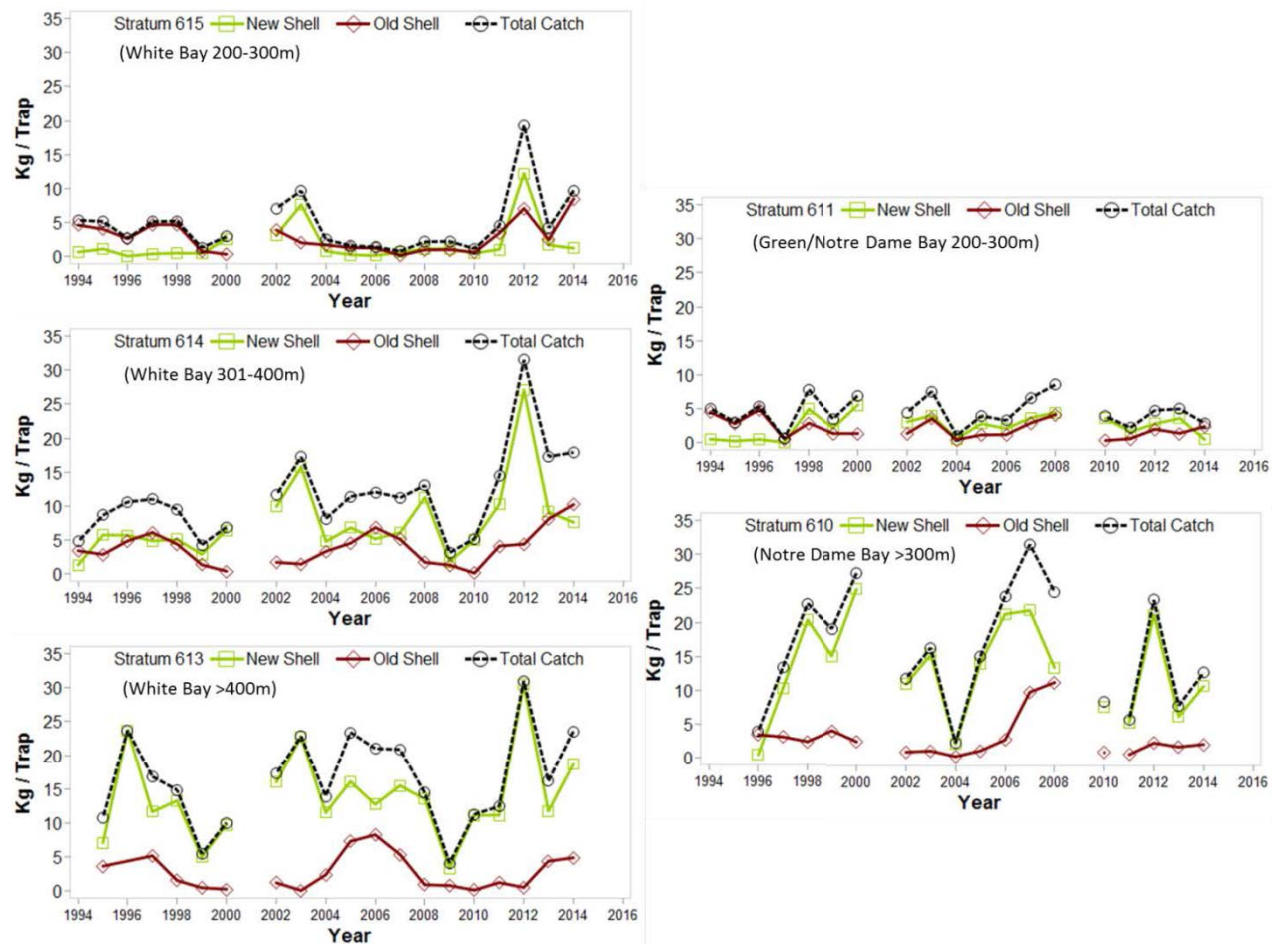 Stratum 615 New Shell Old Shell Total Catch
(White Bay 200-300m)
35
30
25
20
15
10
5
0
Kg / Trap
1994 1996 1998 2000 2002 2004 2006 2008 2010 2012 2014 2016
Year
Stratum 614 New Shell Old Shell Total Catch
(White Bay 301-400m)
35
30
25
20
15
10
5
0
Kg / Trap
1994 1996 1998 2000 2002 2004 2006 2008 2010 2012 2014 2016
Year
Stratum 613 New Shell Old Shell Total Catch
(White Bay >400m)
35
30
25
20
15
10
5
0
Kg / Trap
1994 1996 1998 2000 2002 2004 2006 2008 2010 2012 2014 2016
Year
Stratum 611 New Shell Old Shell Total Catch
(Green/Notre Dame Bay 200-300m)
35
30
25
20
15
10
5
0
Kg / Trap
1994 1996 1998 2000 2002 2004 2006 2008 2010 2012 2014 2016
Year
Stratum 610 New Shell Old Shell Total Catch
(Notre Dame Bay >300m)
35
30
25
20
15
10
5
0
Kg / Trap
1994 1996 1998 2000 2002 2004 2006 2008 2010 2012 2014 2016
Year